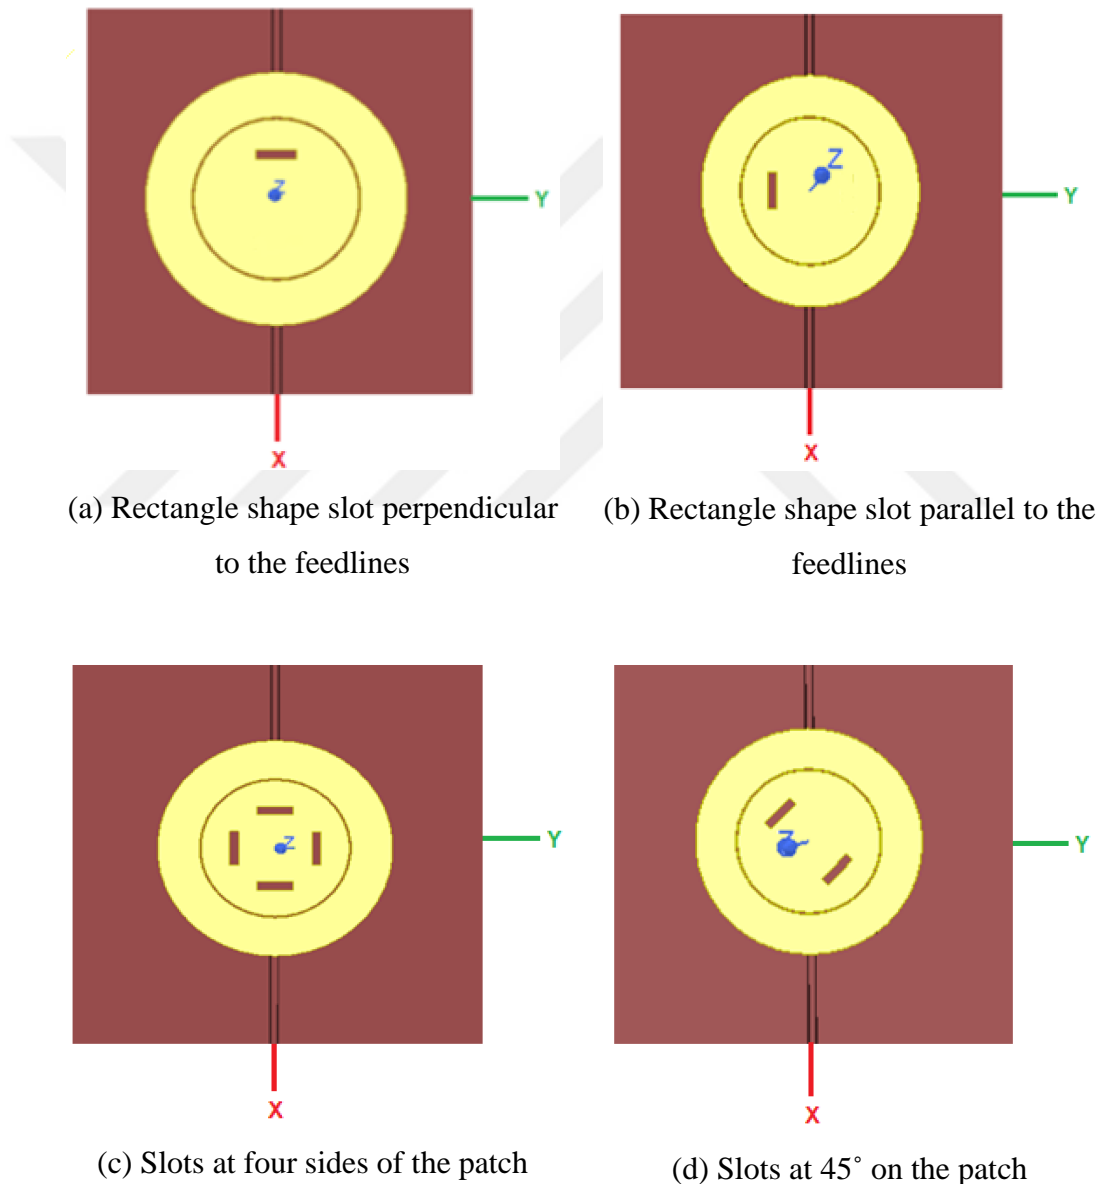 Z
Y
X
Z
Y
X
(a) Rectangle shape slot perpendicular
to the feedlines
(b) Rectangle shape slot parallel to the
feedlines
Z
Y
X
Z
Y
X
(c) Slots at four sides of the patch
(d) Slots at 45˚ on the patch